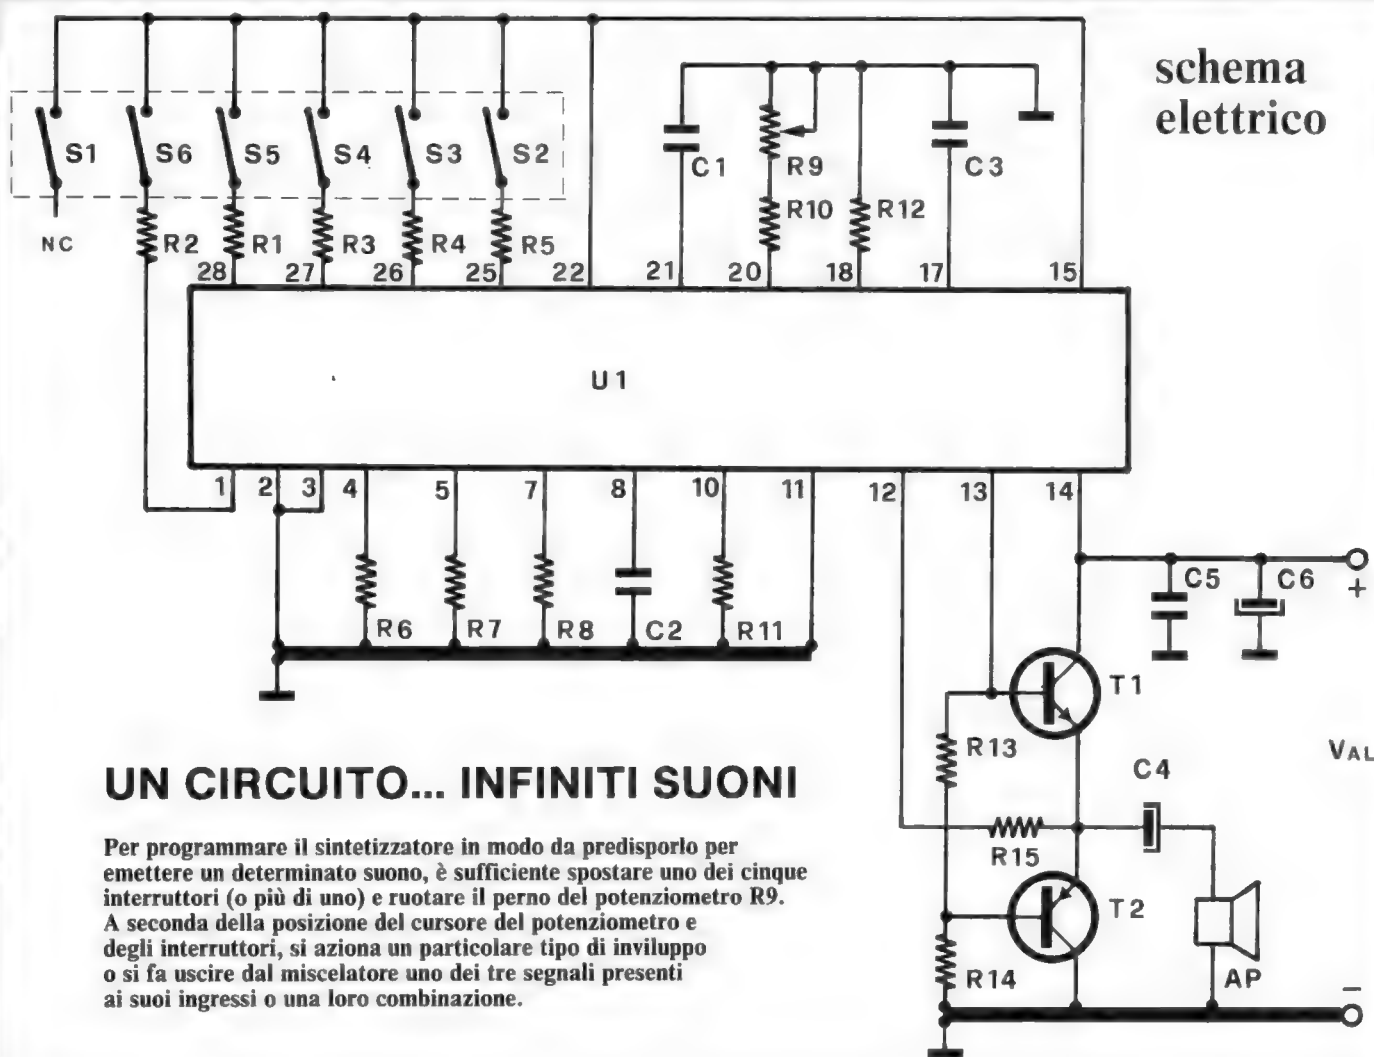 schema
elettrico
S1
S6
S5
S4
S3
S2
C1
R9
C3
R10
R12
NC
R2
R1
R3
R4
R5
28
27
26
25
22
21
20
18
17
15
U1
1
2
3
4
5
7
8
10
11
12
13
14
R6
R7
R8
C2
R11
C5
C6
+
T1
R13
C4
VAL
R15
T2
R14
AP
−
UN CIRCUITO... INFINITI SUONI
Per programmare il sintetizzatore in modo da predisporlo per
emettere un determinato suono, è sufficiente spostare uno dei cinque
interruttori (o più di uno) e ruotare il perno del potenziometro R9.
A seconda della posizione del cursore del potenziometro e
degli interruttori, si aziona un particolare tipo di inviluppo
o si fa uscire dal miscelatore uno dei tre segnali presenti
ai suoi ingressi o una loro combinazione.